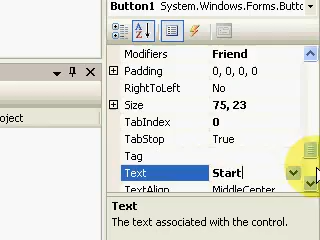 Button1 System.Windows.Forms.Butto
Modifiers Friend
Padding 0, 0, 0, 0
RightToLeft No
Size 75, 23
TabIndex 0
TabStop True
Tag
Text Start
TextAlign MiddleCenter
Text
The text associated with the control.
oject